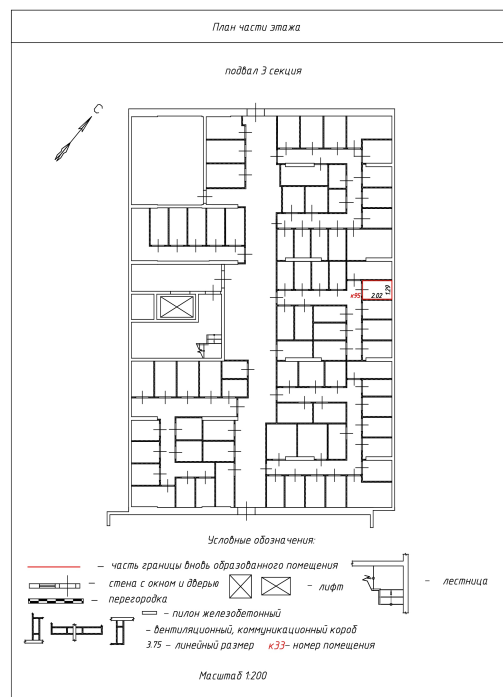 План части этажа
подвал 3 секция
С
к95
2.02
1.29
Условные обозначения:
— часть границы вновь образованного помещения
— стена с окном и дверью
— лифт
— лестница
— перегородка
— пилон железобетонный
— вентиляционный, коммуникационный короб
3.75 — линейный размер
к33— номер помещения
Масштаб 1:200